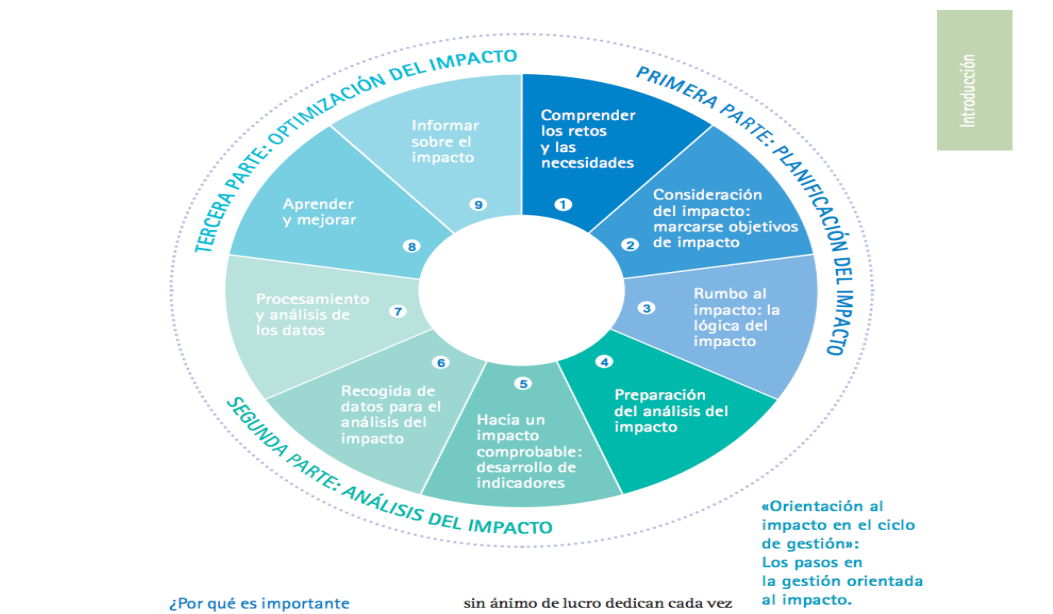 Introducción
PRIMERA PARTE: PLANIFICACIÓN DEL IMPACTO
Comprender
los retos
y las
necesidades
1
Consideración
del impacto:
marcarse objetivos
de impacto
2
Rumbo al
impacto: la
lógica del
impacto
3
SEGUNDA PARTE: ANÁLISIS DEL IMPACTO
4
Preparación
del análisis del
impacto
5
Hacia un
impacto
comprobable:
desarrollo de
indicadores
6
Recogida de
datos para el
análisis del
impacto
7
Procesamiento
y análisis de
los datos
TERCERA PARTE: OPTIMIZACIÓN DEL IMPACTO
Aprender
y mejorar
8
Informar
sobre el
impacto
9
«Orientación al
impacto en el ciclo
de gestión»:
Los pasos en
la gestión orientada
al impacto.
¿Por qué es importante
sin ánimo de lucro dedican cada vez